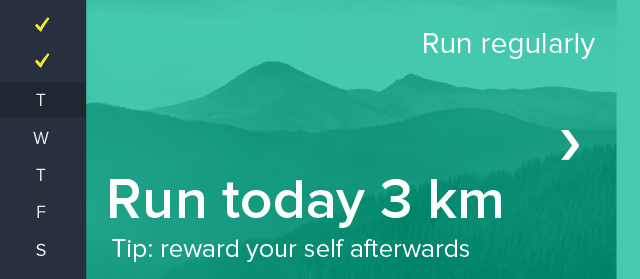 T
W
T
F
S
Run regularly
Run today 3 km
Tip: reward your self afterwards